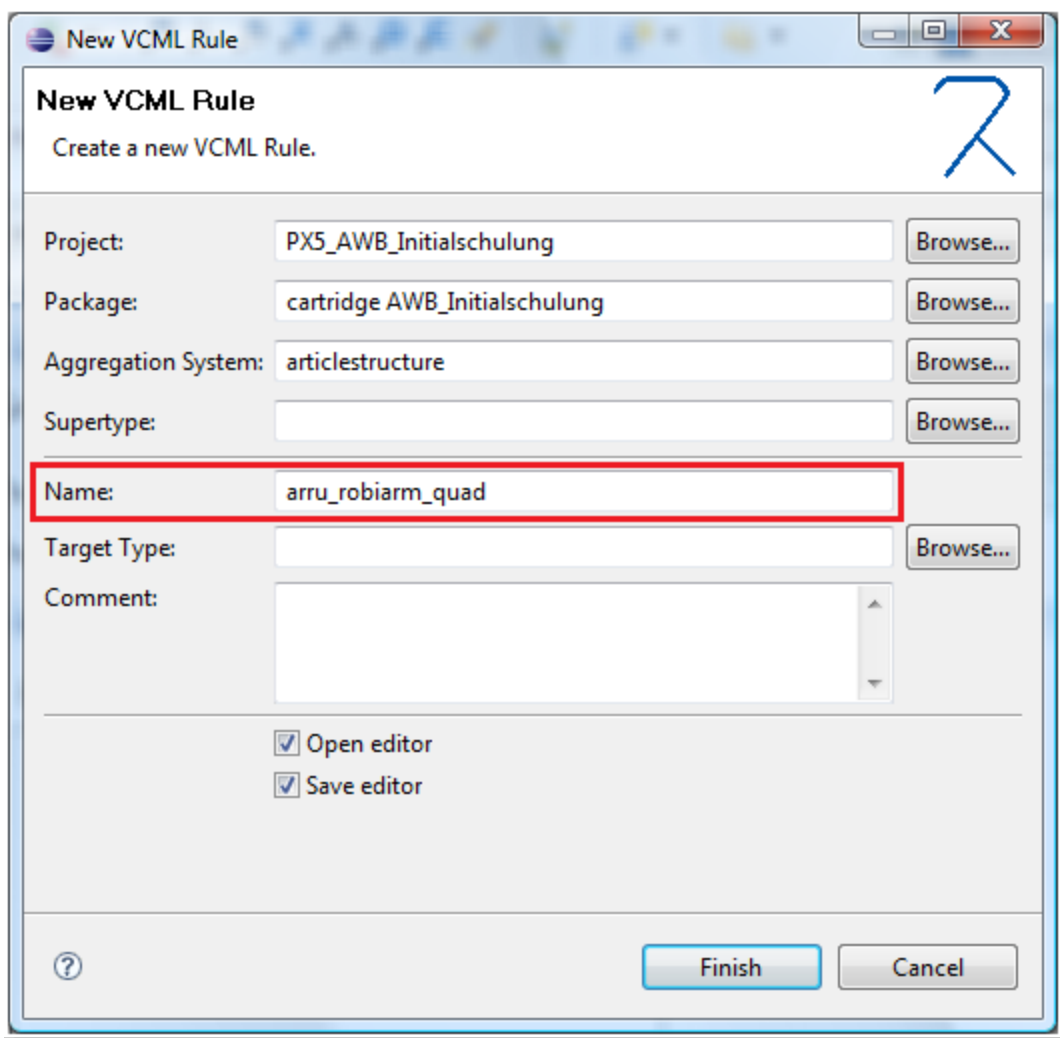 New VCML Rule
New VCML Rule
Create a new VCML Rule.
Project: PX5_AWB_Initialschulung Browse...
Package: cartridge AWB_Initialschulung Browse...
Aggregation System: articlestructure Browse...
Supertype: Browse...
Name: arru_robiarm_quad
Target Type: Browse...
Comment:
Open editor
Save editor
? Finish Cancel